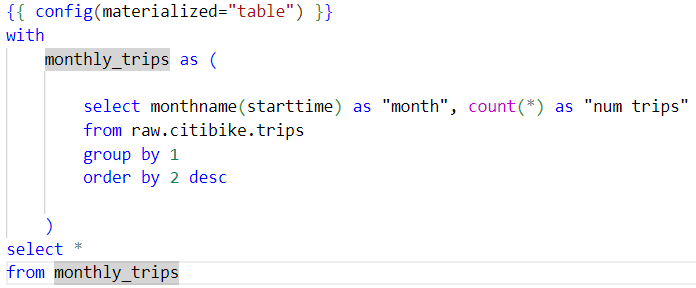 {{ config(materialized="table") }}
with
monthly_trips as (
select monthname(starttime) as "month", count(*) as "num trips"
from raw.citibike.trips
group by 1
order by 2 desc
)
select *
from monthly_trips